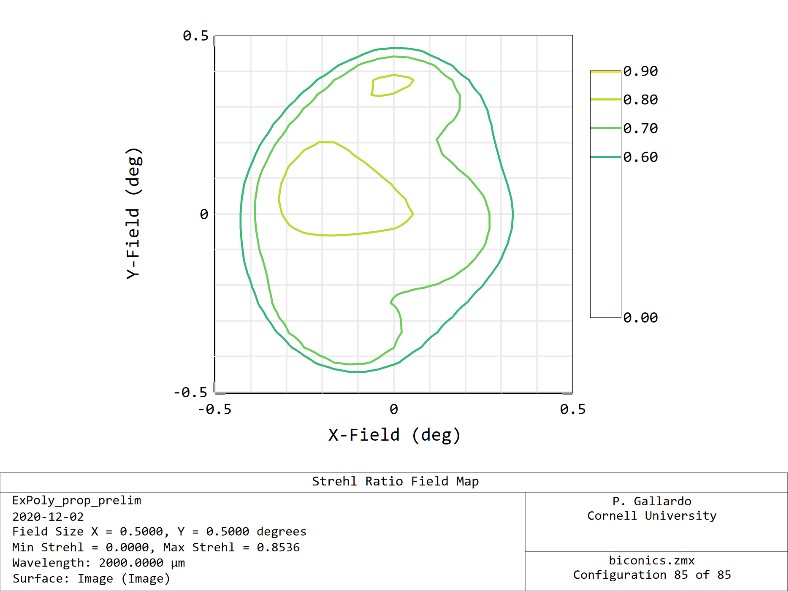 0.5
0
-0.5
Y-Field (deg)
-0.5
0
0.5
X-Field (deg)
0.90
0.80
0.70
0.60
0.00
Strehl Ratio Field Map
ExPoly_prop_prelim
2020-12-02
Field Size X = 0.5000, Y = 0.5000 degrees
Min Strehl = 0.0000, Max Strehl = 0.8536
Wavelength: 2000.0000 µm
Surface: Image (Image)
P. Gallardo
Cornell University
biconics.zmx
Configuration 85 of 85